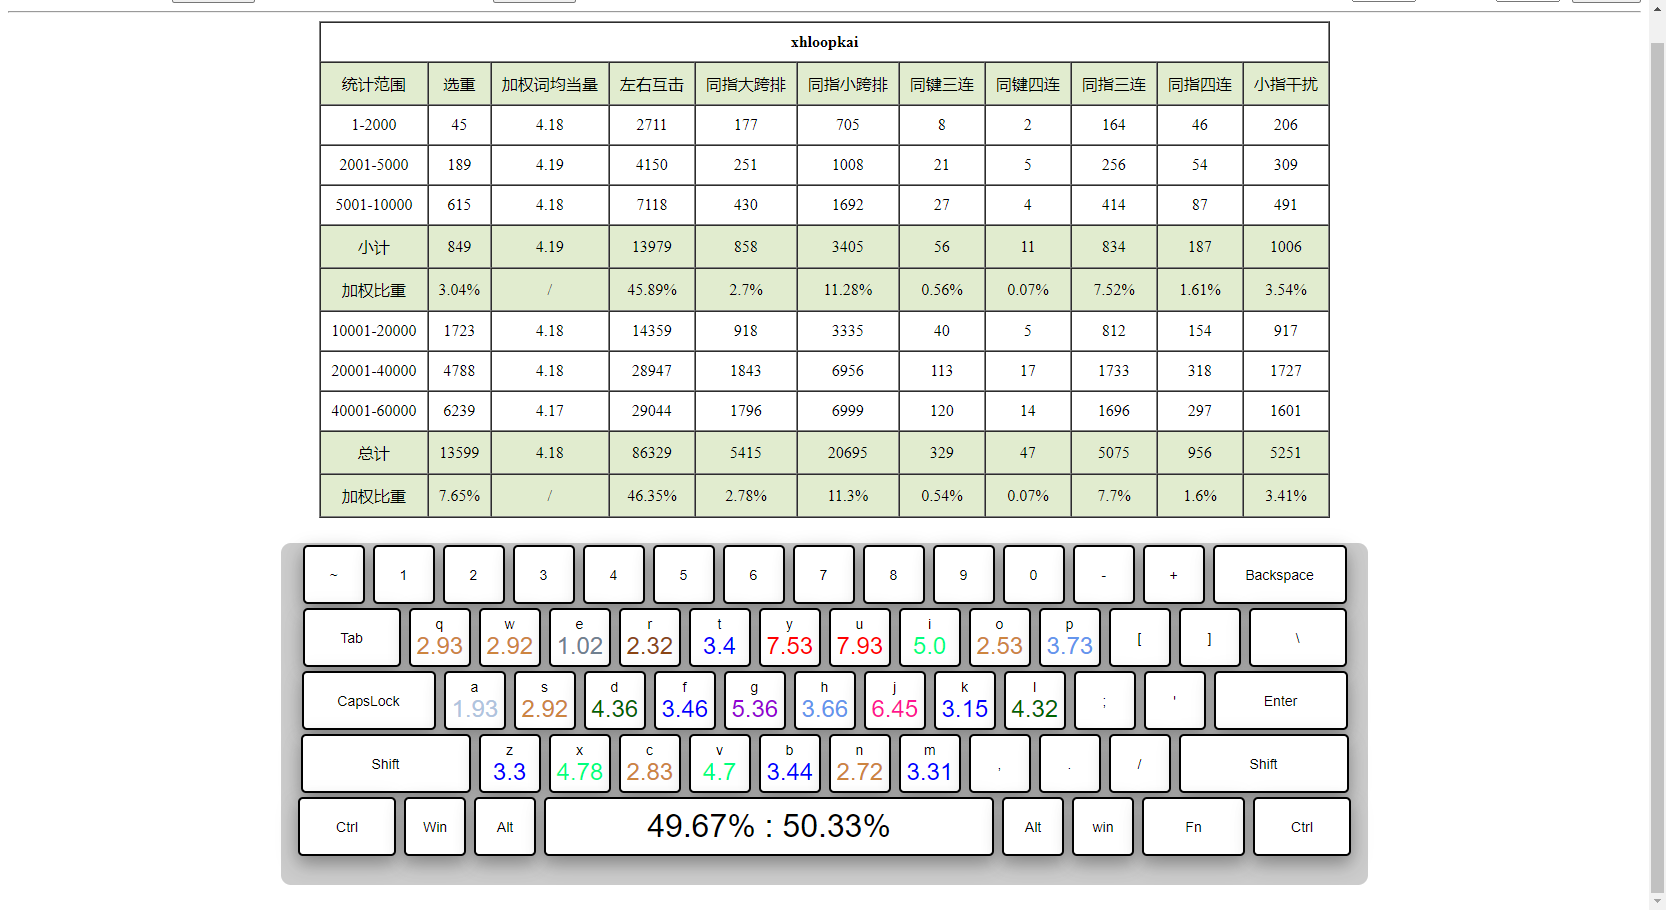 xhloopkai
统计范围 选重 加权词均当量 左右互击 同指大跨排 同指小跨排 同键三连 同键四连 同指三连 同指四连 小指干扰
1-2000 45 4.18 2711 177 705 8 2 164 46 206
2001-5000 189 4.19 4150 251 1008 21 5 256 54 309
5001-10000 615 4.18 7118 430 1692 27 4 414 87 491
小计 849 4.19 13979 858 3405 56 11 834 187 1006
加权比重 3.04% / 45.89% 2.7% 11.28% 0.56% 0.07% 7.52% 1.61% 3.54%
10001-20000 1723 4.18 14359 918 3335 40 5 812 154 917
20001-40000 4788 4.18 28947 1843 6956 113 17 1733 318 1727
40001-60000 6239 4.17 29044 1796 6999 120 14 1696 297 1601
总计 13599 4.18 86329 5415 20695 329 47 5075 956 5251
加权比重 7.65% / 46.35% 2.78% 11.3% 0.54% 0.07% 7.7% 1.6% 3.41%
~ 1 2 3 4 5 6 7 8 9 0 - + Backspace
Tab q w e r t y u i o p [ ] \
2.93 2.92 1.02 2.32 3.4 7.53 7.93 5.0 2.53 3.73
CapsLock a s d f g h j k l ; ' Enter
1.93 2.92 4.36 3.46 5.36 3.66 6.45 3.15 4.32
Shift z x c v b n m , . / Shift
3.3 4.78 2.83 4.7 3.44 2.72 3.31
Ctrl Win Alt 49.67% : 50.33% Alt win Fn Ctrl